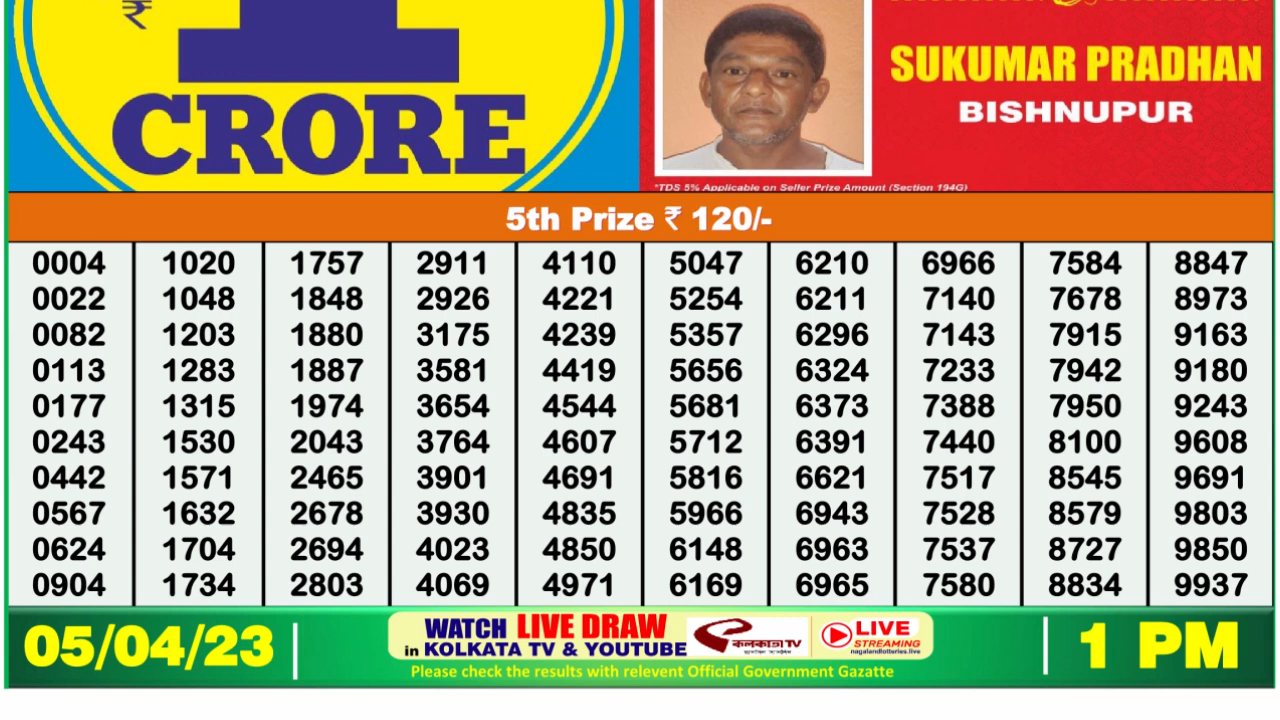 ₹
CRORE
SUKUMAR PRADHAN
BISHNUPUR
*TDS 5% Applicable on Seller Prize Amount (Section 194G)
5th Prize ₹ 120/-
0004 1020 1757 2911 4110 5047 6210 6966 7584 8847
0022 1048 1848 2926 4221 5254 6211 7140 7678 8973
0082 1203 1880 3175 4239 5357 6296 7143 7915 9163
0113 1283 1887 3581 4419 5656 6324 7233 7942 9180
0177 1315 1974 3654 4544 5681 6373 7388 7950 9243
0243 1530 2043 3764 4607 5712 6391 7440 8100 9608
0442 1571 2465 3901 4691 5816 6621 7517 8545 9691
0567 1632 2678 3930 4835 5966 6943 7528 8579 9803
0624 1704 2694 4023 4850 6148 6963 7537 8727 9850
0904 1734 2803 4069 4971 6169 6965 7580 8834 9937
05/04/23
WATCH LIVE DRAW
in KOLKATA TV & YOUTUBE
কলকাতা TV
LIVE
STREAMING
nagalandlotteries.live
Please check the results with relevent Official Government Gazatte
1 PM